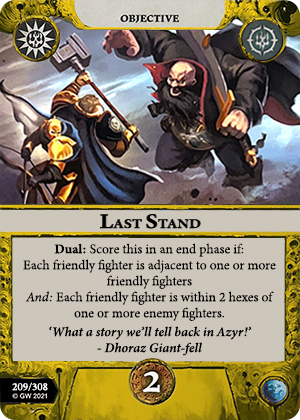 OBJECTIVE
LAST STAND
Dual: Score this in an end phase if:
Each friendly fighter is adjacent to one or more
friendly fighters
And: Each friendly fighter is within 2 hexes of
one or more enemy fighters.
‘What a story we’ll tell back in Azyr!’
- Dhoraz Giant-fell
209/308
© GW 2021
2